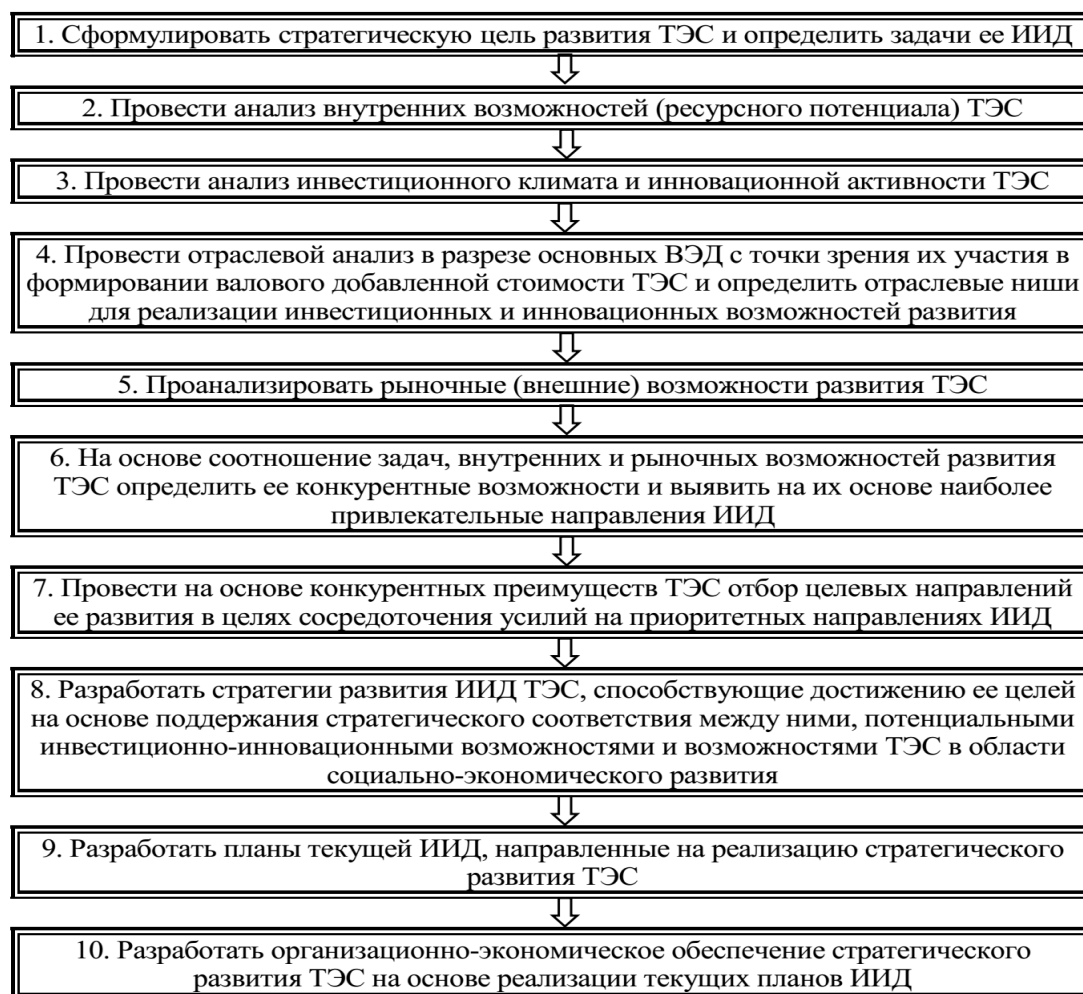 1. Сформулировать стратегическую цель развития ТЭС и определить задачи ее ИИД
2. Провести анализ внутренних возможностей (ресурсного потенциала) ТЭС
3. Провести анализ инвестиционного климата и инновационной активности ТЭС
4. Провести отраслевой анализ в разрезе основных ВЭД с точки зрения их участия в
формировании валового добавленной стоимости ТЭС и определить отраслевые ниши
для реализации инвестиционных и инновационных возможностей развития
5. Проанализировать рыночные (внешние) возможности развития ТЭС
6. На основе соотношение задач, внутренних и рыночных возможностей развития
ТЭС определить ее конкурентные возможности и выявить на их основе наиболее
привлекательные направления ИИД
7. Провести на основе конкурентных преимуществ ТЭС отбор целевых направлений
ее развития в целях сосредоточения усилий на приоритетных направлениях ИИД
8. Разработать стратегии развития ИИД ТЭС, способствующие достижению ее целей
на основе поддержания стратегического соответствия между ними, потенциальными
инвестиционно-инновационными возможностями и возможностями ТЭС в области
социально-экономического развития
9. Разработать планы текущей ИИД, направленные на реализацию стратегического
развития ТЭС
10. Разработать организационно-экономическое обеспечение стратегического
развития ТЭС на основе реализации текущих планов ИИД